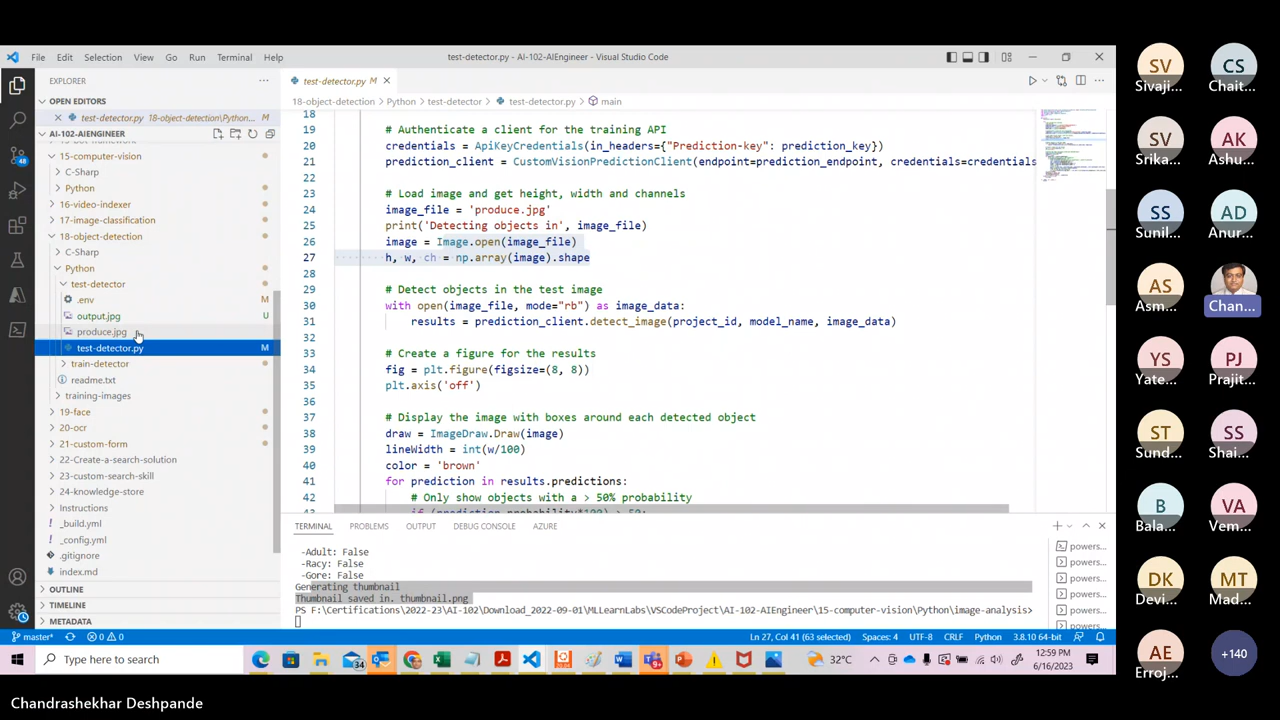 File Edit Selection View Go Run Terminal Help
test-detector.py - AI-102-AIEngineer - Visual Studio Code
EXPLORER
OPEN EDITORS
test-detector.py 18-object-detection\Python... M
AI-102-AIENGINEER
15-computer-vision
C-Sharp
Python
16-video-indexer
17-image-classification
18-object-detection
C-Sharp
Python
test-detector
.env M
output.jpg U
produce.jpg
test-detector.py M
train-detector
readme.txt
training-images
19-face
20-ocr
21-custom-form
22-Create-a-search-solution
23-custom-search-skill
24-knowledge-store
Instructions
_build.yml
_config.yml
.gitignore
index.md
OUTLINE
TIMELINE
METADATA
test-detector.py M
18-object-detection > Python > test-detector > test-detector.py > main
18
19 # Authenticate a client for the training API
20 credentials = ApiKeyCredentials(in_headers={"Prediction-key": prediction_key})
21 prediction_client = CustomVisionPredictionClient(endpoint=prediction_endpoint, credentials=credentials
22
23 # Load image and get height, width and channels
24 image_file = 'produce.jpg'
25 print('Detecting objects in', image_file)
26 image = Image.open(image_file)
27 h, w, ch = np.array(image).shape
28
29 # Detect objects in the test image
30 with open(image_file, mode="rb") as image_data:
31 results = prediction_client.detect_image(project_id, model_name, image_data)
32
33 # Create a figure for the results
34 fig = plt.figure(figsize=(8, 8))
35 plt.axis('off')
36
37 # Display the image with boxes around each detected object
38 draw = ImageDraw.Draw(image)
39 lineWidth = int(w/100)
40 color = 'brown'
41 for prediction in results.predictions:
42 # Only show objects with a > 50% probability
43 if (prediction.probability*100) > 50:
TERMINAL PROBLEMS OUTPUT DEBUG CONSOLE AZURE
-Adult: False
-Racy: False
-Gore: False
Generating thumbnail
Thumbnail saved in. thumbnail.png
PS F:\Certifications\2022-23\AI-102\Download_2022-09-01\MLLearnLabs\VSCodeProject\AI-102-AIEngineer\15-computer-vision\Python\image-analysis>
powers...
powers...
powers...
powers...
powers...
powers...
48
master* 0 0
Ln 27, Col 41 (63 selected) Spaces: 4 UTF-8 CRLF Python 3.8.10 64-bit
Type here to search
34
32°C
12:59 PM
6/16/2023
SV CS
Sivaji... Chait...
SK AK
Srika... Ashu...
SS AD
Sunil... Anur...
AS
Asm... Chan...
YS PJ
Yate... Prajit...
ST SS
Sund... Shai...
B VA
Bala... Vem...
DK MT
Devi... Mad...
AE +140
Erroj...
Chandrashekhar Deshpande